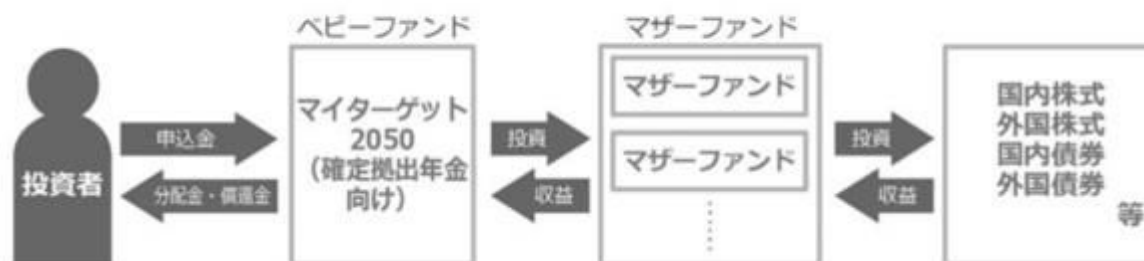 ベビーファンド
マザーファンド
投資者
申込金
分配金・償還金
マイターゲット
2050
（確定拠出年金
向け）
投資
収益
マザーファンド
マザーファンド
投資
収益
国内株式
外国株式
国内債券
外国債券
等